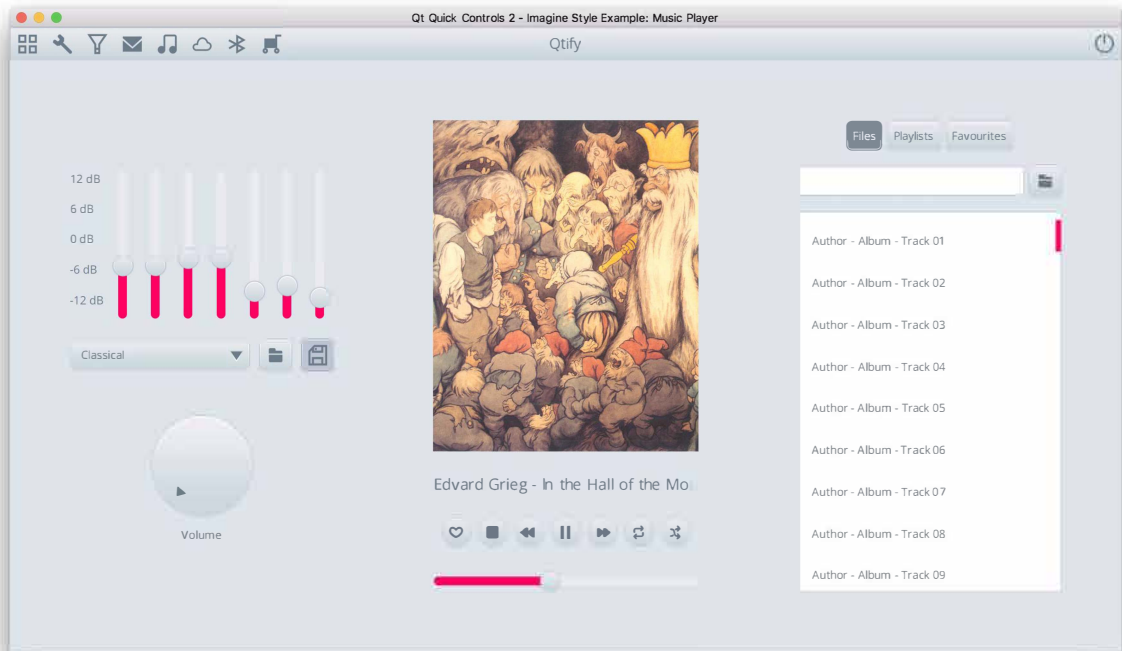 Qt Quick Controls 2 - Imagine Style Example: Music Player
Qtify
12 dB
6 dB
0 dB
-6 dB
-12 dB
Classical
Volume
Edvard Grieg - In the Hall of the Mo
Files Playlists Favourites
Author - Album - Track 01
Author - Album - Track 02
Author - Album - Track 03
Author - Album - Track 04
Author - Album - Track 05
Author - Album - Track 06
Author - Album - Track 07
Author - Album - Track 08
Author - Album - Track 09